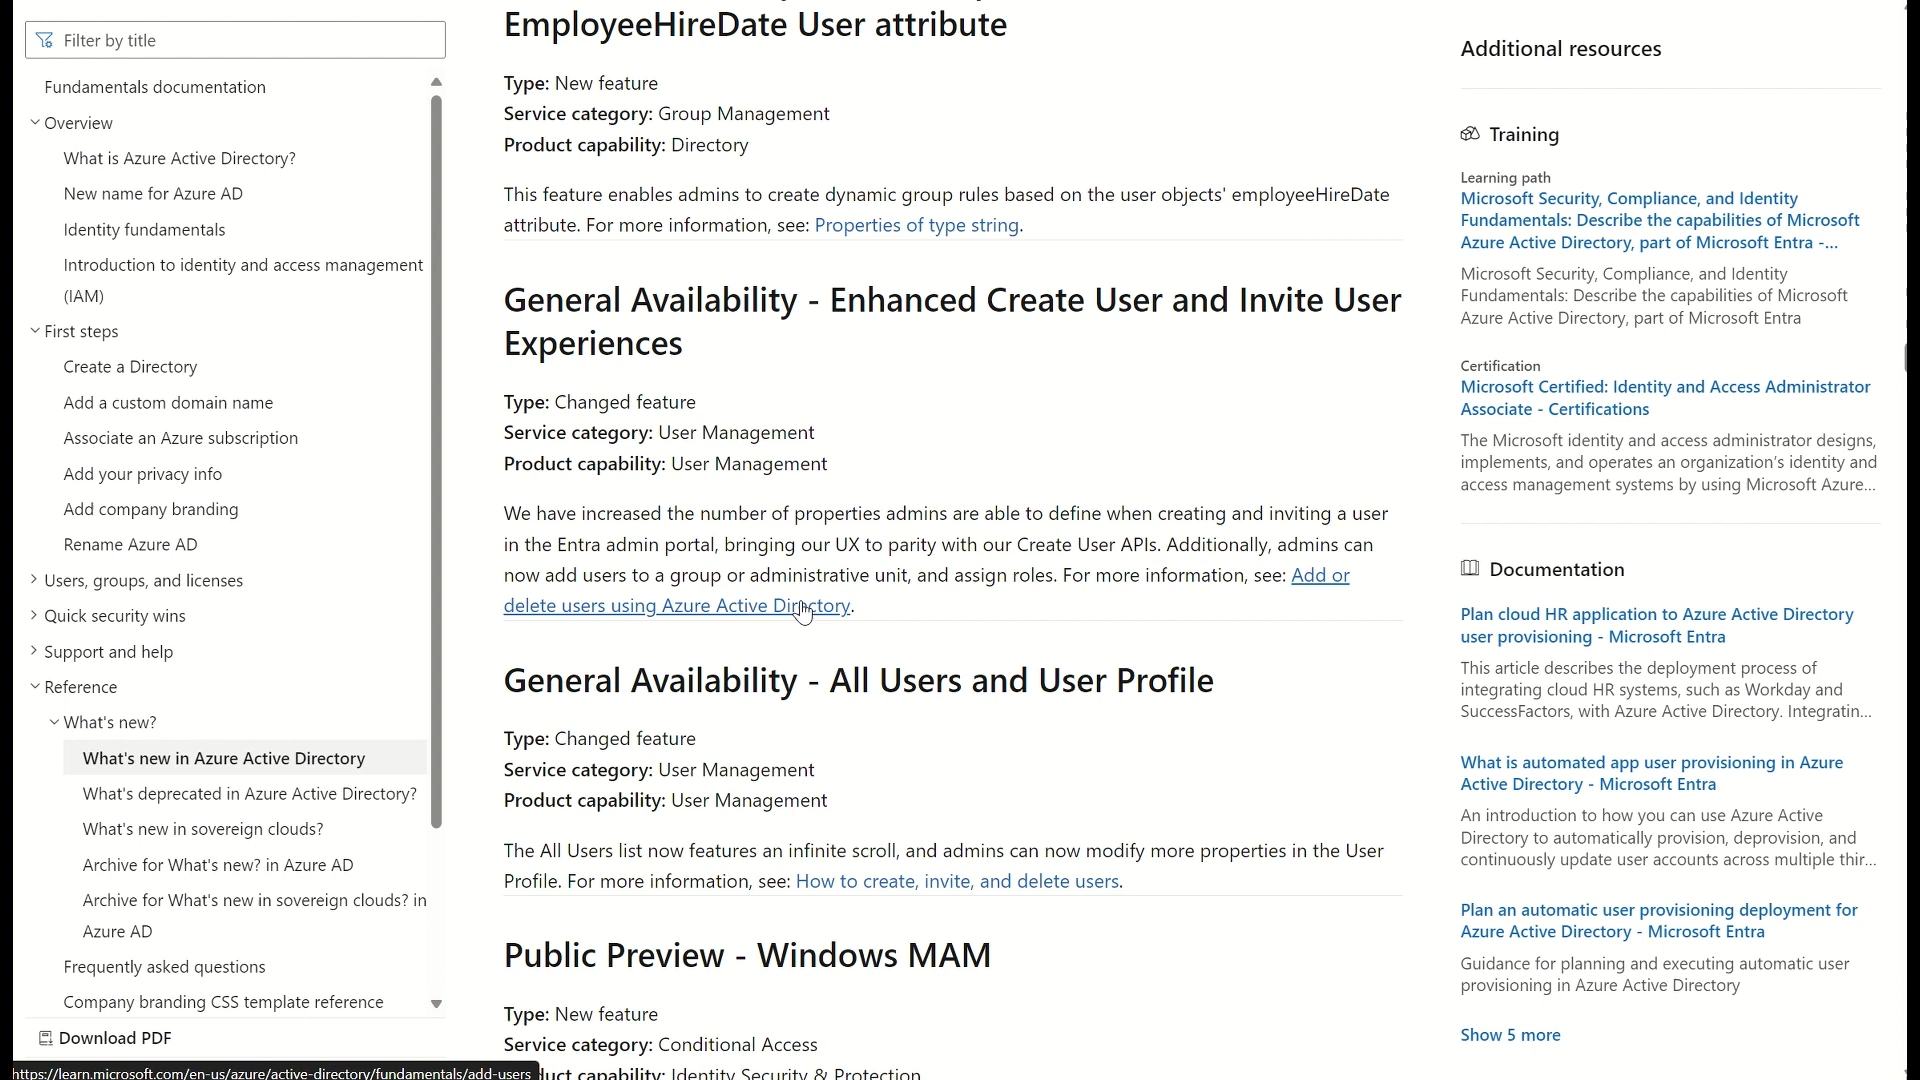 Filter by title
Fundamentals documentation
Overview
What is Azure Active Directory?
New name for Azure AD
Identity fundamentals
Introduction to identity and access management
(IAM)
First steps
Create a Directory
Add a custom domain name
Associate an Azure subscription
Add your privacy info
Add company branding
Rename Azure AD
Users, groups, and licenses
Quick security wins
Support and help
Reference
What's new?
What's new in Azure Active Directory
What's deprecated in Azure Active Directory?
What's new in sovereign clouds?
Archive for What's new? in Azure AD
Archive for What's new in sovereign clouds? in
Azure AD
Frequently asked questions
Company branding CSS template reference
Download PDF
https://learn.microsoft.com/en-us/azure/active-directory/fundamentals/add-users
EmployeeHireDate User attribute
Type: New feature
Service category: Group Management
Product capability: Directory
This feature enables admins to create dynamic group rules based on the user objects' employeeHireDate
attribute. For more information, see: Properties of type string.
General Availability - Enhanced Create User and Invite User
Experiences
Type: Changed feature
Service category: User Management
Product capability: User Management
We have increased the number of properties admins are able to define when creating and inviting a user
in the Entra admin portal, bringing our UX to parity with our Create User APIs. Additionally, admins can
now add users to a group or administrative unit, and assign roles. For more information, see: Add or
delete users using Azure Active Directory.
General Availability - All Users and User Profile
Type: Changed feature
Service category: User Management
Product capability: User Management
The All Users list now features an infinite scroll, and admins can now modify more properties in the User
Profile. For more information, see: How to create, invite, and delete users.
Public Preview - Windows MAM
Type: New feature
Service category: Conditional Access
capability: Identity Security & Protection
Additional resources
Training
Learning path
Microsoft Security, Compliance, and Identity
Fundamentals: Describe the capabilities of Microsoft
Azure Active Directory, part of Microsoft Entra -...
Microsoft Security, Compliance, and Identity
Fundamentals: Describe the capabilities of Microsoft
Azure Active Directory, part of Microsoft Entra
Certification
Microsoft Certified: Identity and Access Administrator
Associate - Certifications
The Microsoft identity and access administrator designs,
implements, and operates an organization's identity and
access management systems by using Microsoft Azure...
Documentation
Plan cloud HR application to Azure Active Directory
user provisioning - Microsoft Entra
This article describes the deployment process of
integrating cloud HR systems, such as Workday and
SuccessFactors, with Azure Active Directory. Integratin...
What is automated app user provisioning in Azure
Active Directory - Microsoft Entra
An introduction to how you can use Azure Active
Directory to automatically provision, deprovision, and
continuously update user accounts across multiple thir...
Plan an automatic user provisioning deployment for
Azure Active Directory - Microsoft Entra
Guidance for planning and executing automatic user
provisioning in Azure Active Directory
Show 5 more